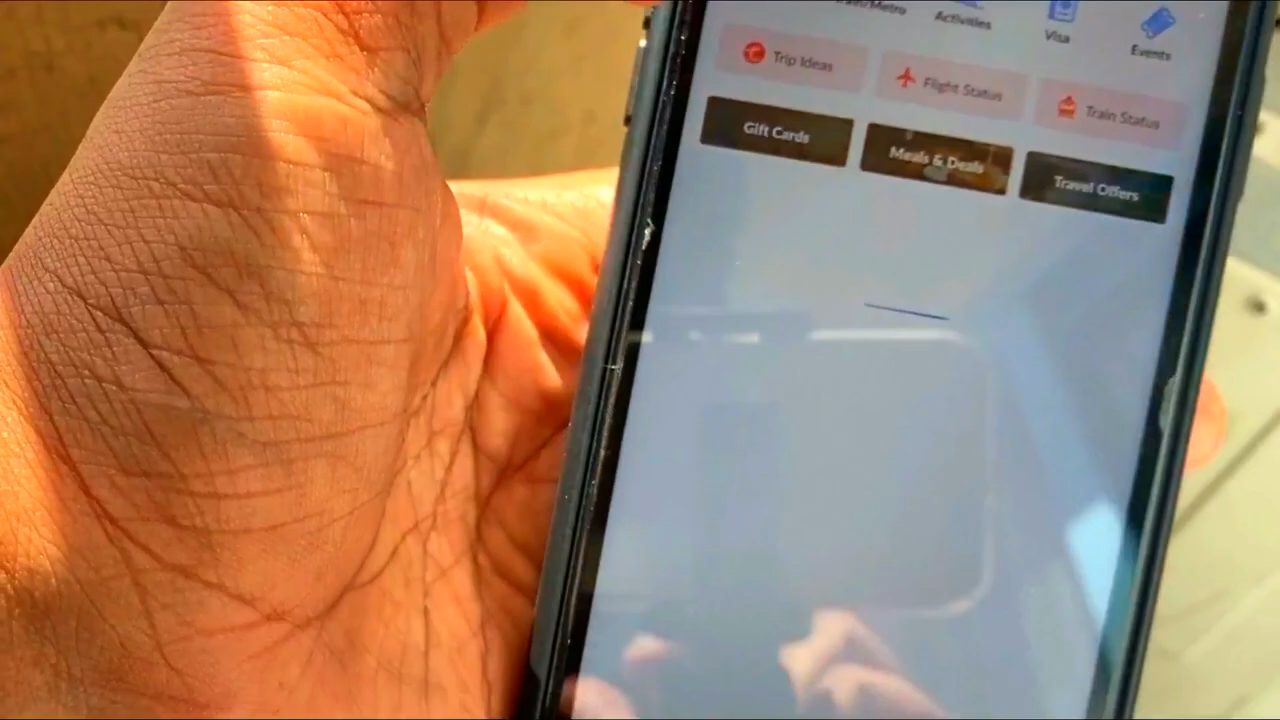 Activities
Visa
Events
Trip Ideas
Flight Status
Train Status
Gift Cards
Meals & Deals
Travel Offers